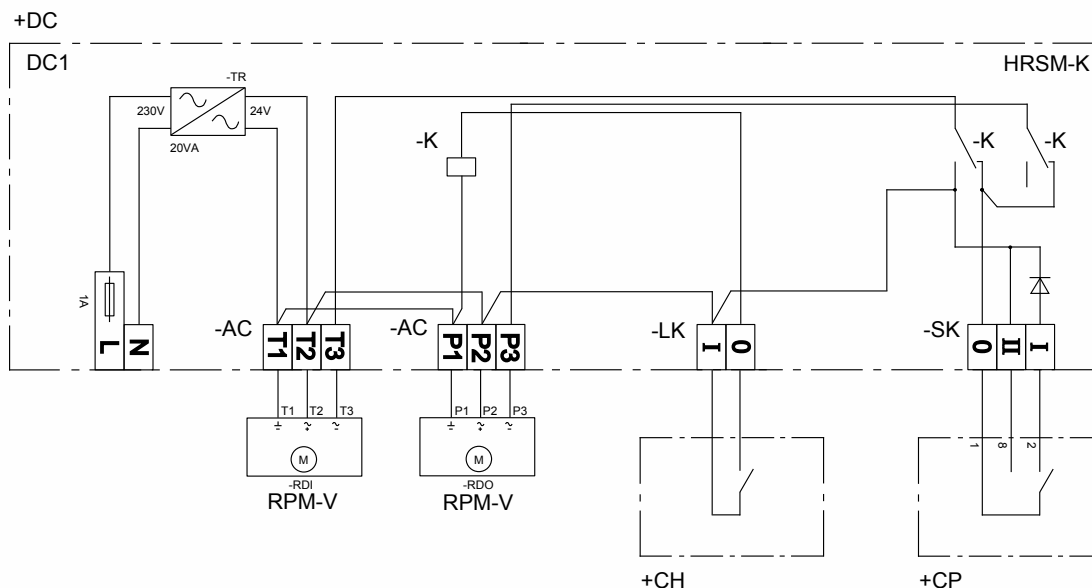 +DC
DC1
HRSM-K
-TR
230V
24V
20VA
-K
-K
-K
1A
L
N
-AC
T1
T2
T3
-AC
P1
P2
P3
-LK
I
0
-SK
0
II
I
T1
T2
T3
P1
P2
P3
M
M
-RDI
-RDO
RPM-V
RPM-V
1
8
2
+CH
+CP